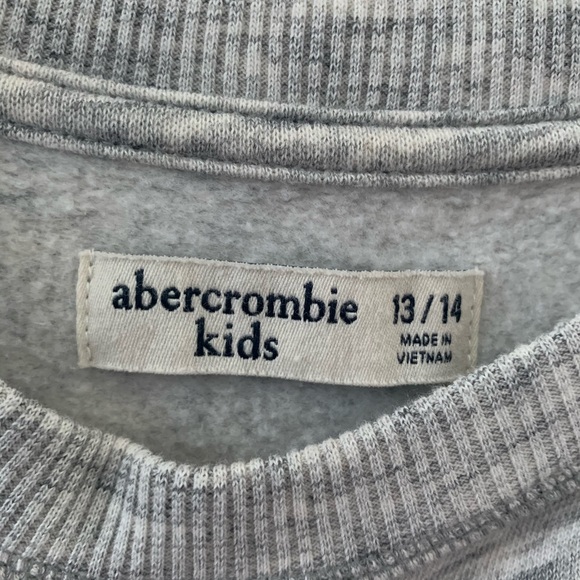 abercrombie
kids
13/14
MADE IN
VIETNAM